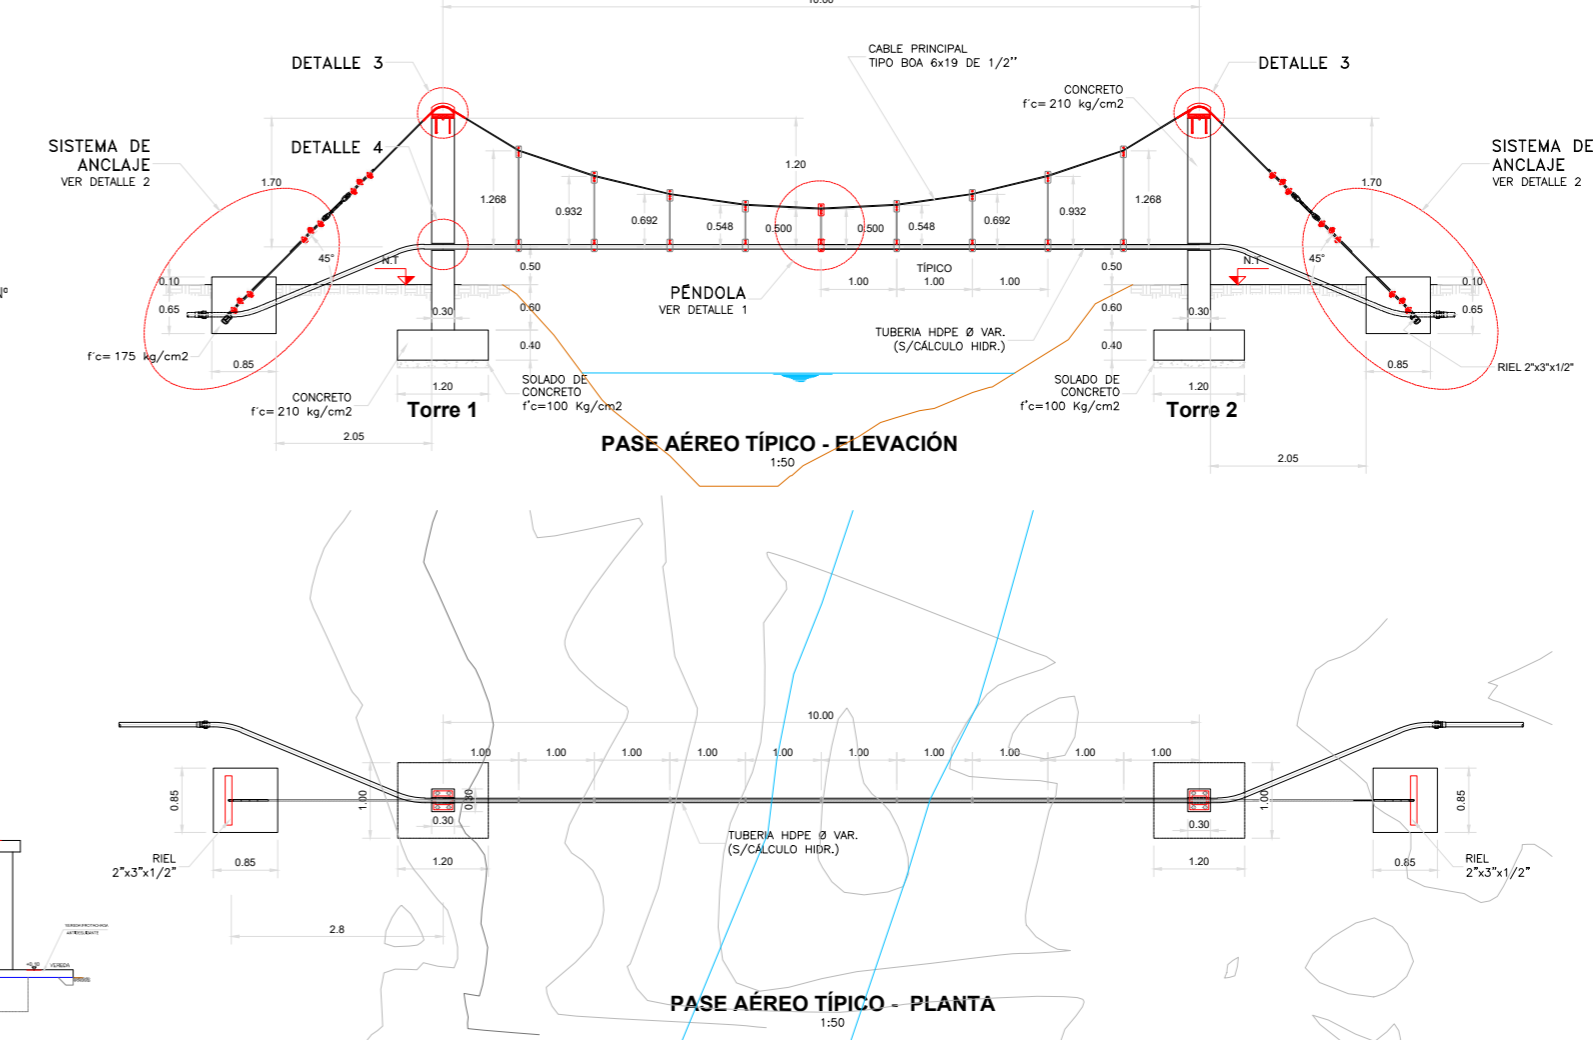 10.00
DETALLE 3
CABLE PRINCIPAL
TIPO BOA 6x19 DE 1/2''
DETALLE 3
CONCRETO
f'c= 210 kg/cm2
SISTEMA DE
ANCLAJE
VER DETALLE 2
DETALLE 4
SISTEMA DE
ANCLAJE
VER DETALLE 2
1.70
1.20
1.70
1.268
0.932
0.692
0.548
0.500
0.500
0.548
0.692
0.932
1.268
45°
45°
N.T
N.T
0.10
0.65
0.50
0.60
0.40
0.30
TÍPICO
1.00
1.00
1.00
PÉNDOLA
VER DETALLE 1
TUBERIA HDPE Ø VAR.
(S/CÁLCULO HIDR.)
0.50
0.60
0.40
0.30
0.10
0.65
f'c= 175 kg/cm2
0.85
0.85
RIEL 2"x3"x1/2"
CONCRETO
f'c= 210 kg/cm2
1.20
SOLADO DE
CONCRETO
f'c=100 Kg/cm2
SOLADO DE
CONCRETO
f'c=100 Kg/cm2
1.20
Torre 1
Torre 2
2.05
2.05
PASE AÉREO TÍPICO - ELEVACIÓN
1:50
10.00
1.00
1.00
1.00
1.00
1.00
1.00
1.00
1.00
1.00
1.00
0.85
1.00
0.30
0.30
0.30
1.00
0.85
TUBERIA HDPE Ø VAR.
(S/CÁLCULO HIDR.)
RIEL
2"x3"x1/2"
0.85
1.20
1.20
0.85
RIEL
2"x3"x1/2"
2.8
VEREDA
PASE AÉREO TÍPICO - PLANTA
1:50